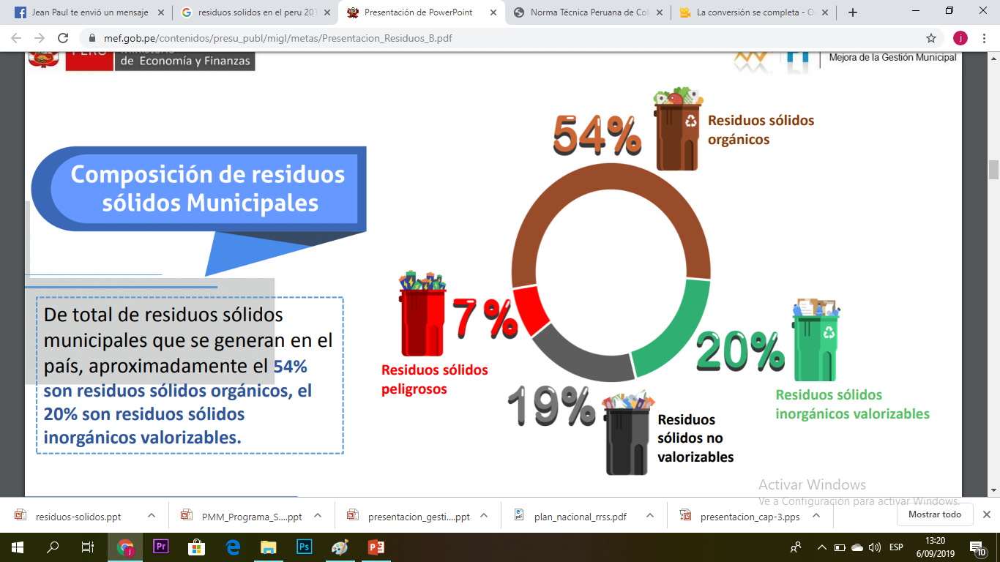 Jean Paul te envió un mensaje
residuos solidos en el peru 201
Presentación de PowerPoint
Norma Técnica Peruana de Col
La conversión se completa - O
mef.gob.pe/contenidos/presu_publ/migl/metas/Presentacion_Residuos_B.pdf
j
PERÚ
Ministerio
de Economía y Finanzas
Mejora de la Gestión Municipal
Composición de residuos
sólidos Municipales
De total de residuos sólidos
municipales que se generan en el
país, aproximadamente el 54%
son residuos sólidos orgánicos, el
20% son residuos sólidos
inorgánicos valorizables.
54%
Residuos sólidos
orgánicos
7%
Residuos sólidos
peligrosos
20%
Residuos sólidos
inorgánicos valorizables
19%
Residuos
sólidos no
valorizables
Activar Windows
Ve a Configuración para activar Windows.
residuos-solidos.ppt
PMM_Programa_S....ppt
presentacion_gesti....ppt
plan_nacional_rrss.pdf
presentacion_cap-3.pps
Mostrar todo
j
Pr
Ps
ESP
13:20
6/09/2019
10